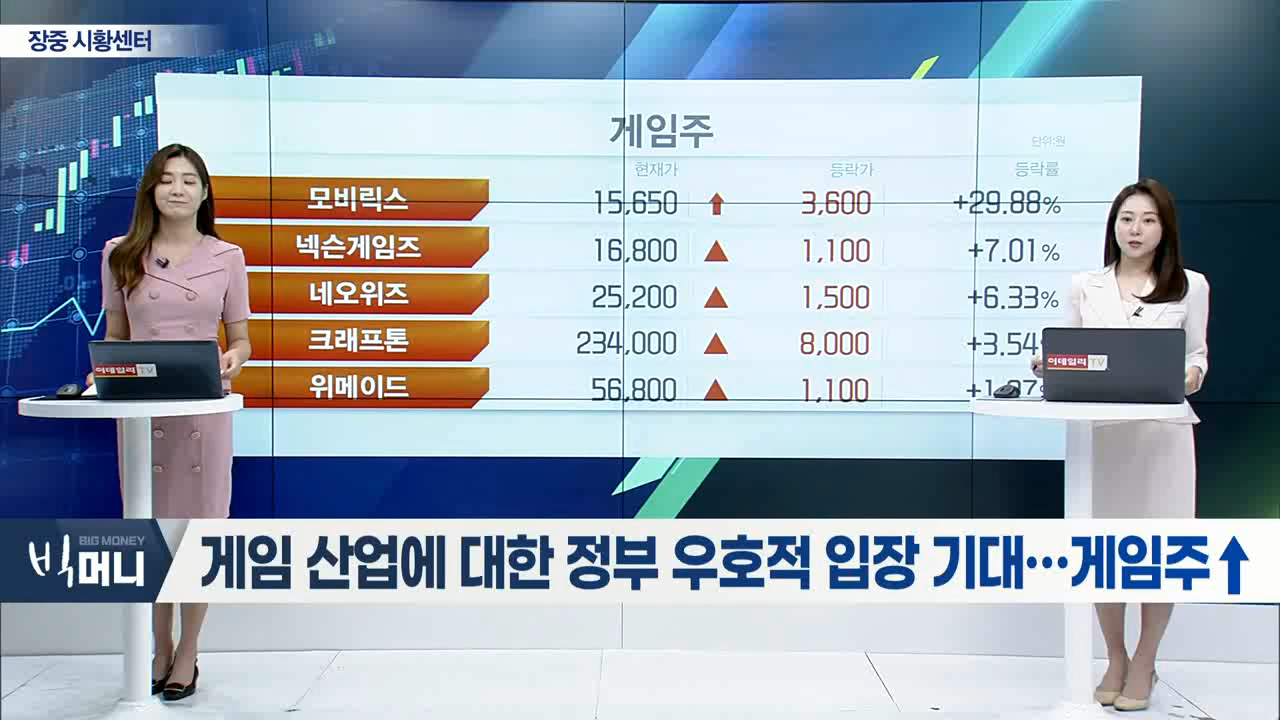 장중 시황센터
게임주
단위:원
현재가 등락가 등락률
모비릭스 15,650 3,600 +29.88%
넥슨게임즈 16,800 1,100 +7.01%
네오위즈 25,200 1,500 +6.33%
크래프톤 234,000 8,000 +3.54
위메이드 56,800 1,100
이데일리 TV
이데일리 TV
BIG MONEY
빅머니
게임 산업에 대한 정부 우호적 입장 기대…게임주